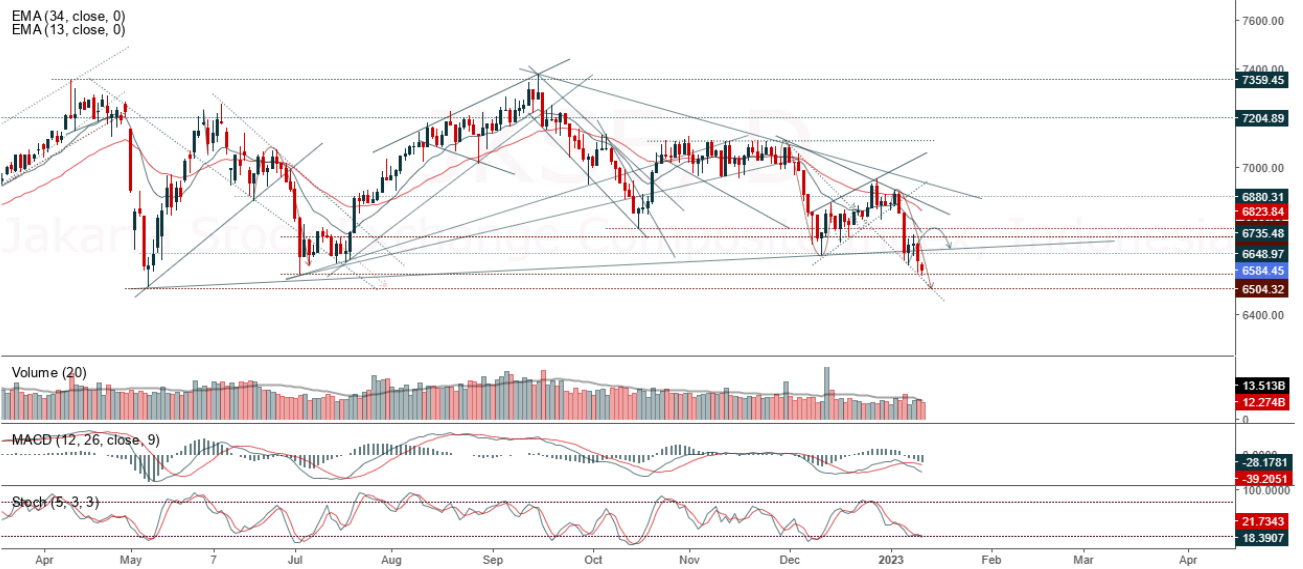 EMA (34, close, 0)
EMA (13, close, 0)
7600.00
7400.00
7359.45
7204.89
7000.00
6880.31
6823.84
6735.48
6648.97
6584.45
6504.32
6400.00
Volume (20)
13.513B
12.274B
0
MACD (12, 26, close, 9)
-28.1781
-39.2051
Stoch (5, 3, 3)
100.0000
21.7343
18.3907
Apr May 7 Jul Aug Sep Oct Nov Dec 2023 Feb Mar Apr